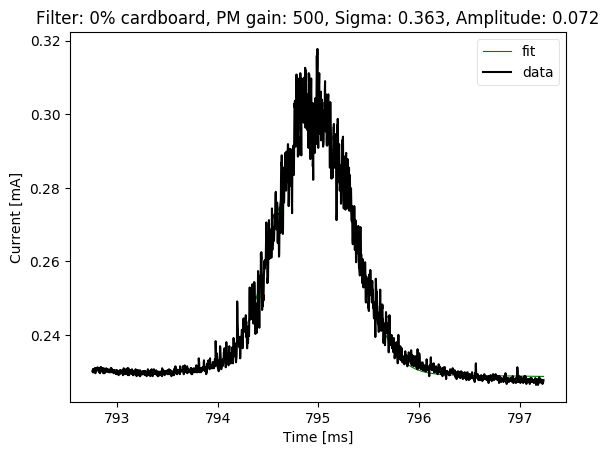 Filter: 0% cardboard, PM gain: 500, Sigma: 0.363, Amplitude: 0.072
0.32
fit
data
0.30
0.28
0.26
0.24
Current [mA]
793
794
795
796
797
Time [ms]